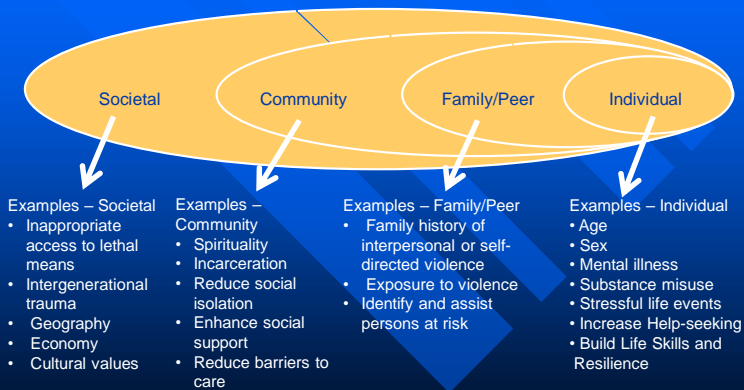 Societal
Community
Family/Peer
Individual
Examples – Societal
• Inappropriate
access to lethal
means
• Intergenerational
trauma
• Geography
• Economy
• Cultural values
Examples –
Community
• Spirituality
• Incarceration
• Reduce social
isolation
• Enhance social
support
• Reduce barriers to
care
Examples – Family/Peer
• Family history of
interpersonal or self-
directed violence
• Exposure to violence
• Identify and assist
persons at risk
Examples – Individual
• Age
• Sex
• Mental illness
• Substance misuse
• Stressful life events
• Increase Help-seeking
• Build Life Skills and
Resilience